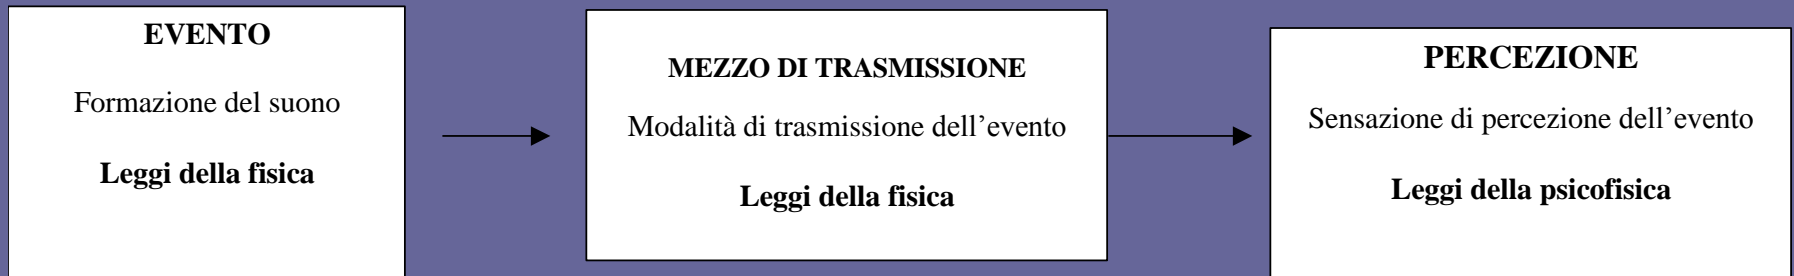 EVENTO
Formazione del suono
Leggi della fisica
MEZZO DI TRASMISSIONE
Modalità di trasmissione dell’evento
Leggi della fisica
PERCEZIONE
Sensazione di percezione dell’evento
Leggi della psicofisica